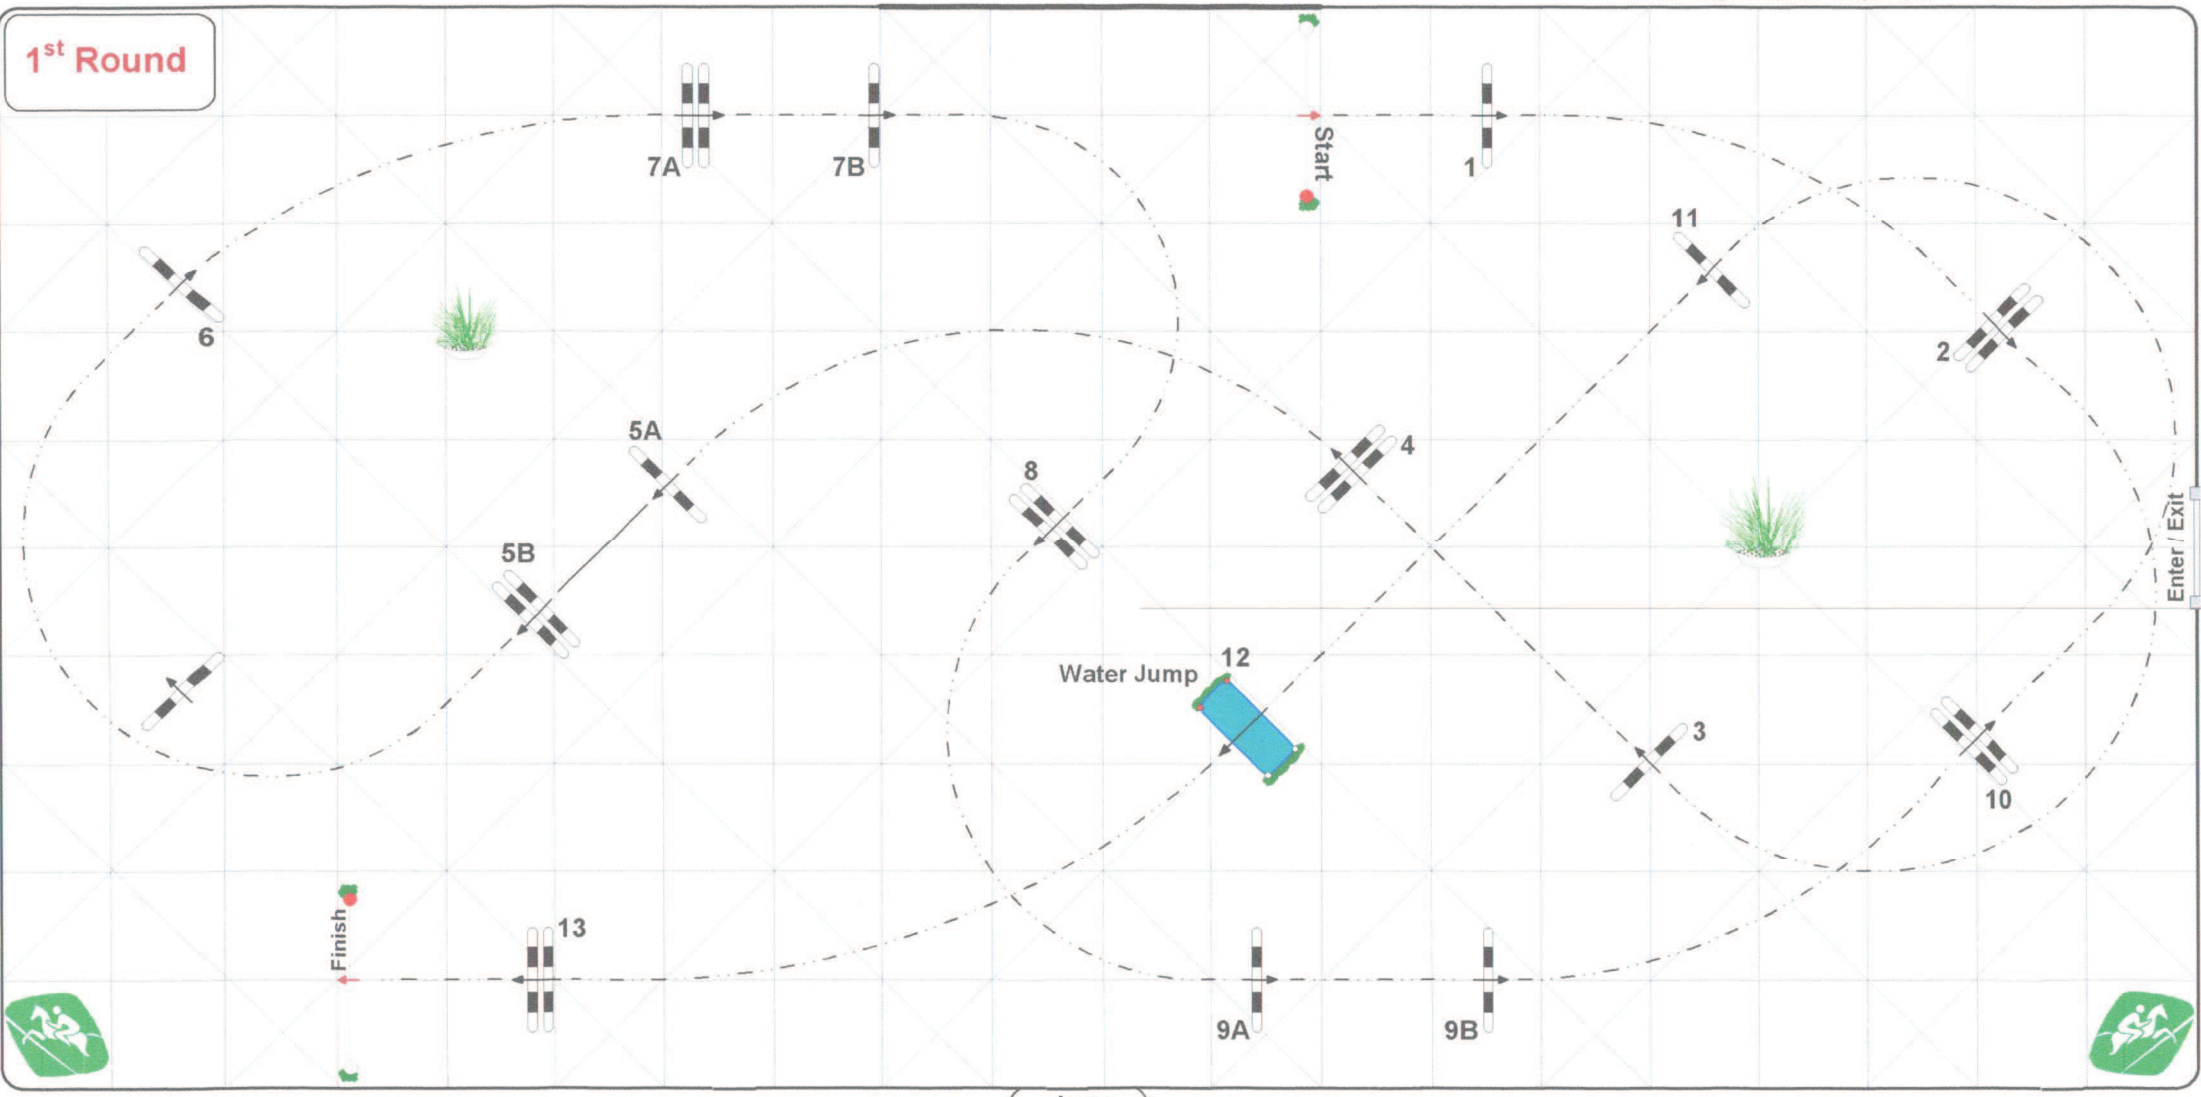 1st Round
7A
7B
Start
1
11
6
2
5A
4
8
5B
Enter / Exit
12
Water Jump
3
10
13
Finish
9A
9B